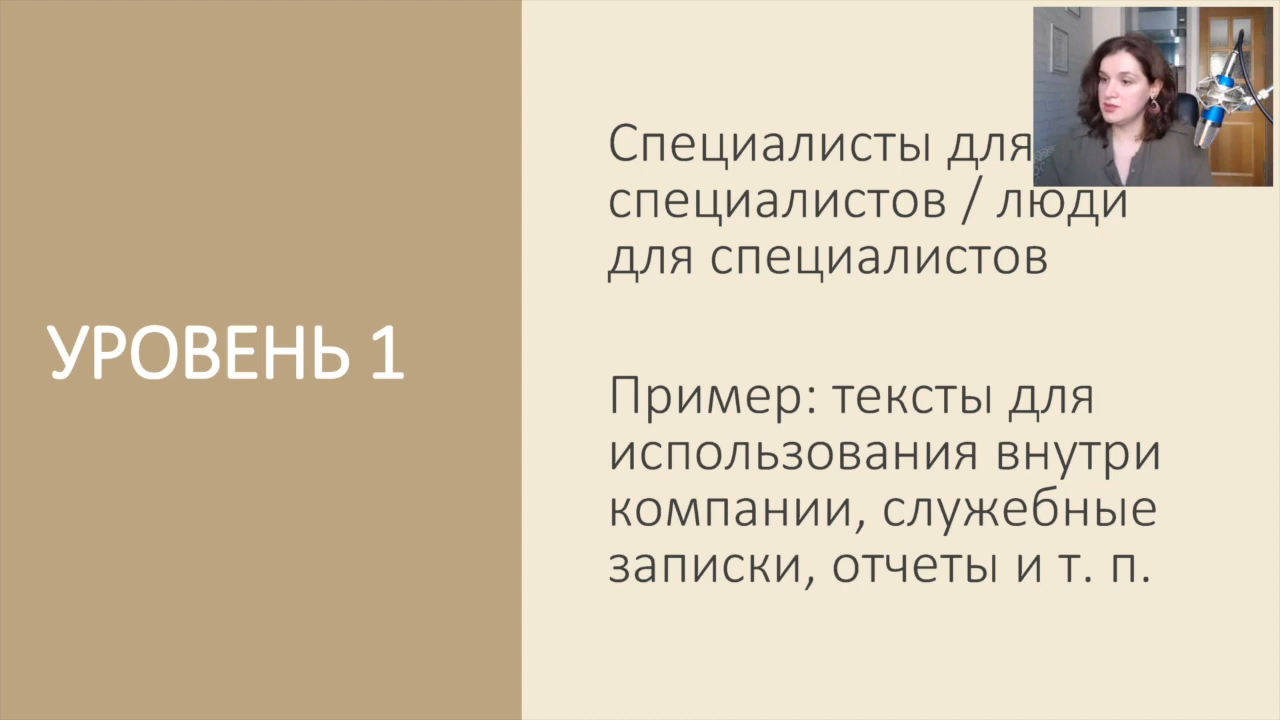 УРОВЕНЬ 1
Специалисты для
специалистов / люди
для специалистов
Пример: тексты для
использования внутри
компании, служебные
записки, отчеты и т. п.